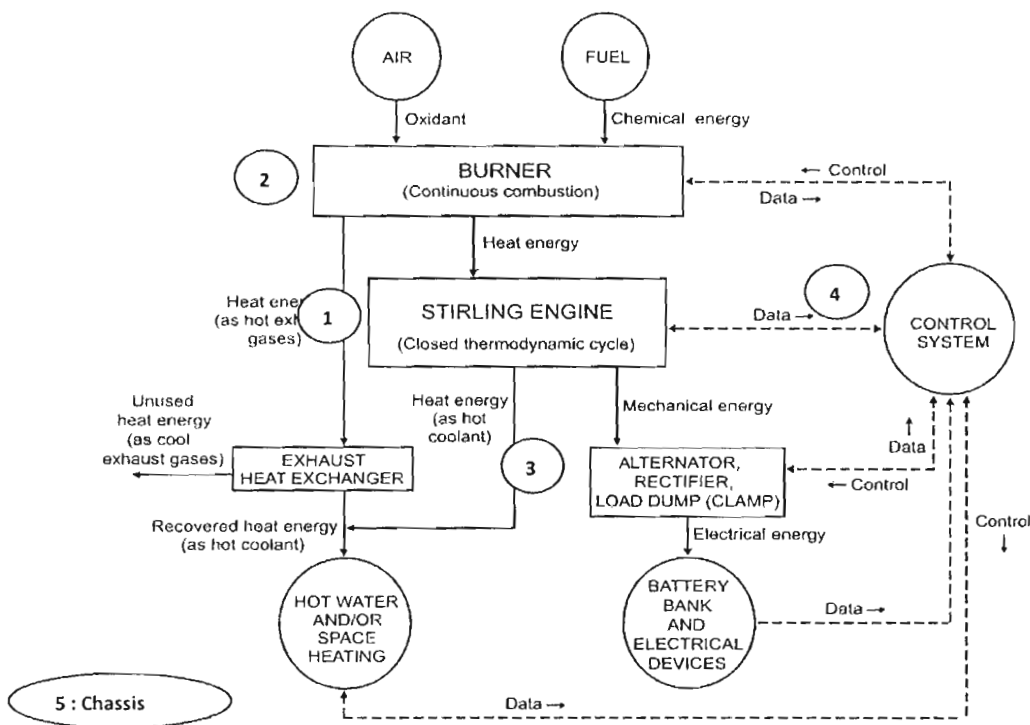 AIR
FUEL
Oxidant
Chemical energy
2
BURNER
(Continuous combustion)
← Control
Data →
Heat energy
Heat
(as hot
gases)
1
STIRLING ENGINE
(Closed thermodynamic cycle)
4
Data →
CONTROL
SYSTEM
Unused
heat energy
(as cool
exhaust gases)
Heat energy
(as hot
coolant)
Mechanical energy
↑
Data
EXHAUST
HEAT EXCHANGER
3
ALTERNATOR,
RECTIFIER,
LOAD DUMP (CLAMP)
← Control
Recovered heat energy
(as hot coolant)
Electrical energy
Control
↓
HOT WATER
AND/OR
SPACE
HEATING
BATTERY
BANK
AND
ELECTRICAL
DEVICES
Data →
5 : Chassis
Data →